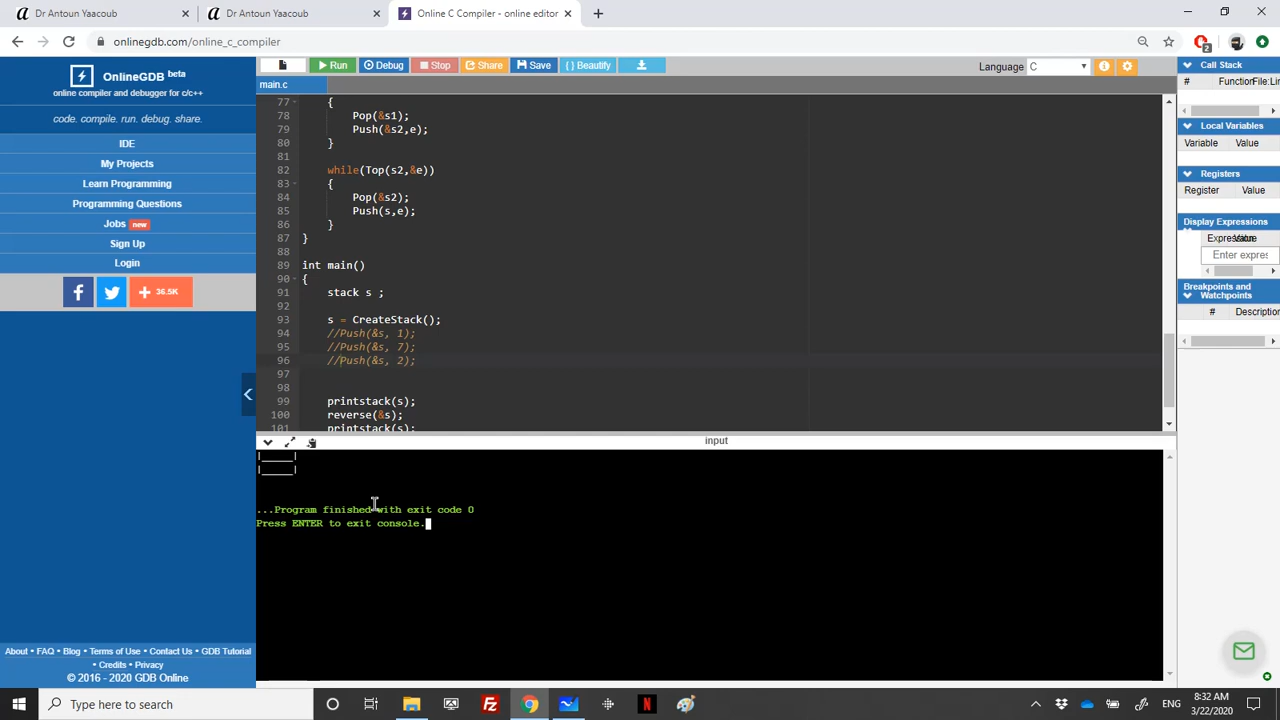 Dr Antoun Yaacoub
Dr Antoun Yaacoub
Online C Compiler - online editor
onlinegdb.com/online_c_compiler
2
OnlineGDB beta
online compiler and debugger for c/c++
code. compile. run. debug. share.
IDE
My Projects
Learn Programming
Programming Questions
Jobs new
Sign Up
Login
36.5K
About • FAQ • Blog • Terms of Use • Contact Us • GDB Tutorial
• Credits • Privacy
© 2016 - 2020 GDB Online
Run
Debug
Stop
Share
Save
{ } Beautify
Language C
main.c
77 {
78 Pop(&s1);
79 Push(&s2,e);
80 }
81
82 while(Top(s2,&e))
83 {
84 Pop(&s2);
85 Push(s,e);
86 }
87 }
88
89 int main()
90 {
91 stack s ;
92
93 s = CreateStack();
94 //Push(&s, 1);
95 //Push(&s, 7);
96 //Push(&s, 2);
97
98
99 printstack(s);
100 reverse(&s);
101 printstack(s);
input
|_____|
|_____|
...Program finished with exit code 0
Press ENTER to exit console.
Call Stack
# Function File:Li
Local Variables
Variable Value
Registers
Register Value
Display Expressions
Expression Value
Enter expres
Breakpoints and
Watchpoints
# Description
Type here to search
ENG
8:32 AM
3/22/2020